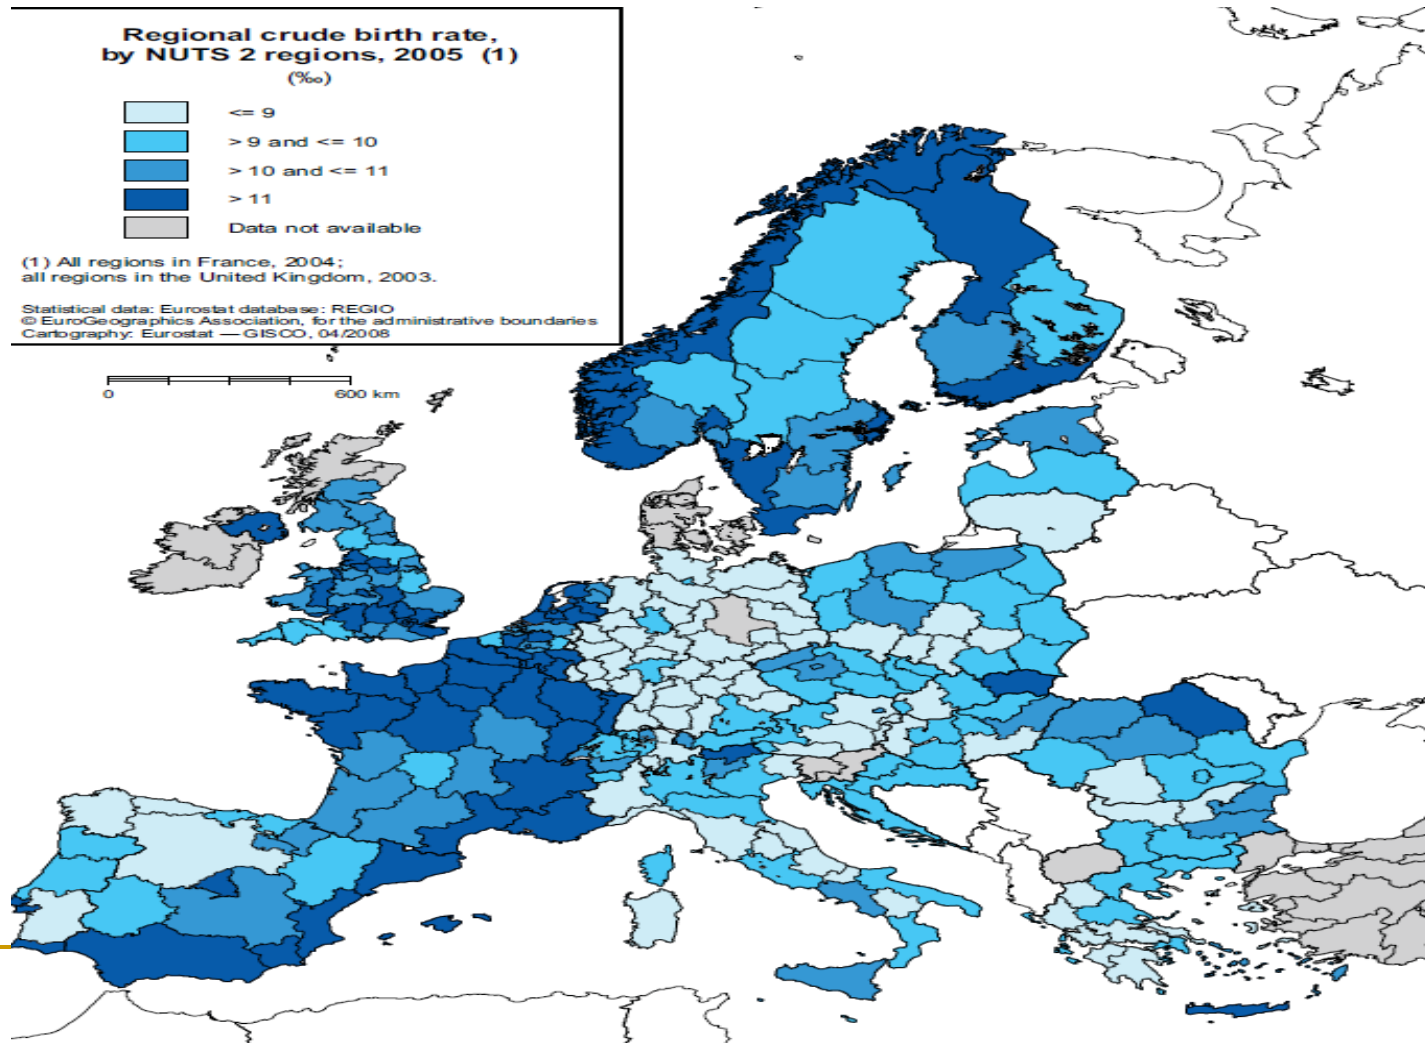 Regional crude birth rate,
by NUTS 2 regions, 2005 (1)
(‰)
<= 9
> 9 and <= 10
> 10 and <= 11
> 11
Data not available
(1) All regions in France, 2004;
all regions in the United Kingdom, 2003.
Statistical data: Eurostat database: REGIO
© EuroGeographics Association, for the administrative boundaries
Cartography: Eurostat — GISCO, 04/2008
0 600 km